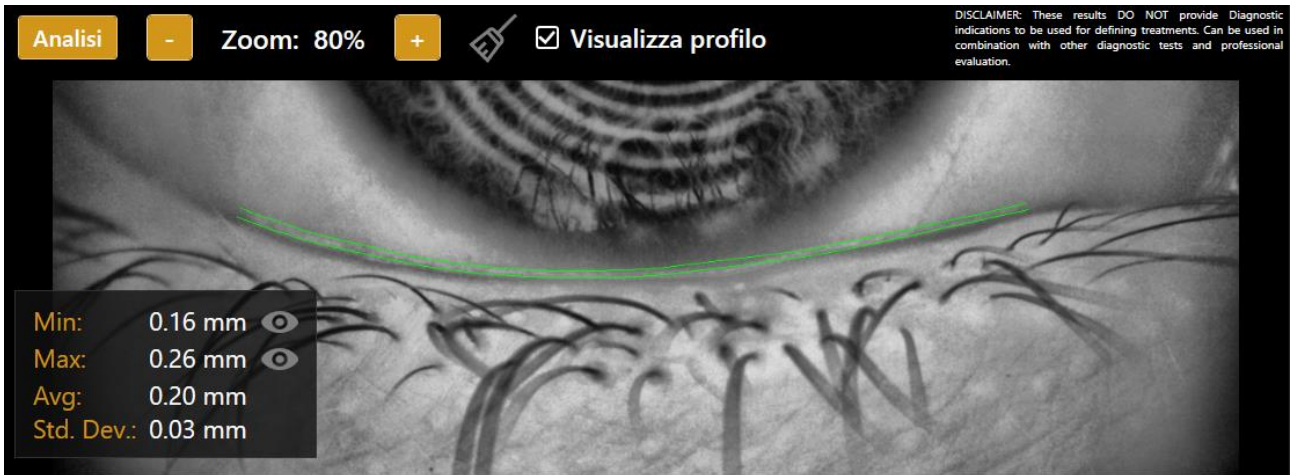 Analisi - Zoom: 80% + Visualizza profilo
DISCLAIMER: These results DO NOT provide Diagnostic
indications to be used for defining treatments. Can be used in
combination with other diagnostic tests and professional
evaluation.
Min: 0.16 mm
Max: 0.26 mm
Avg: 0.20 mm
Std. Dev.: 0.03 mm